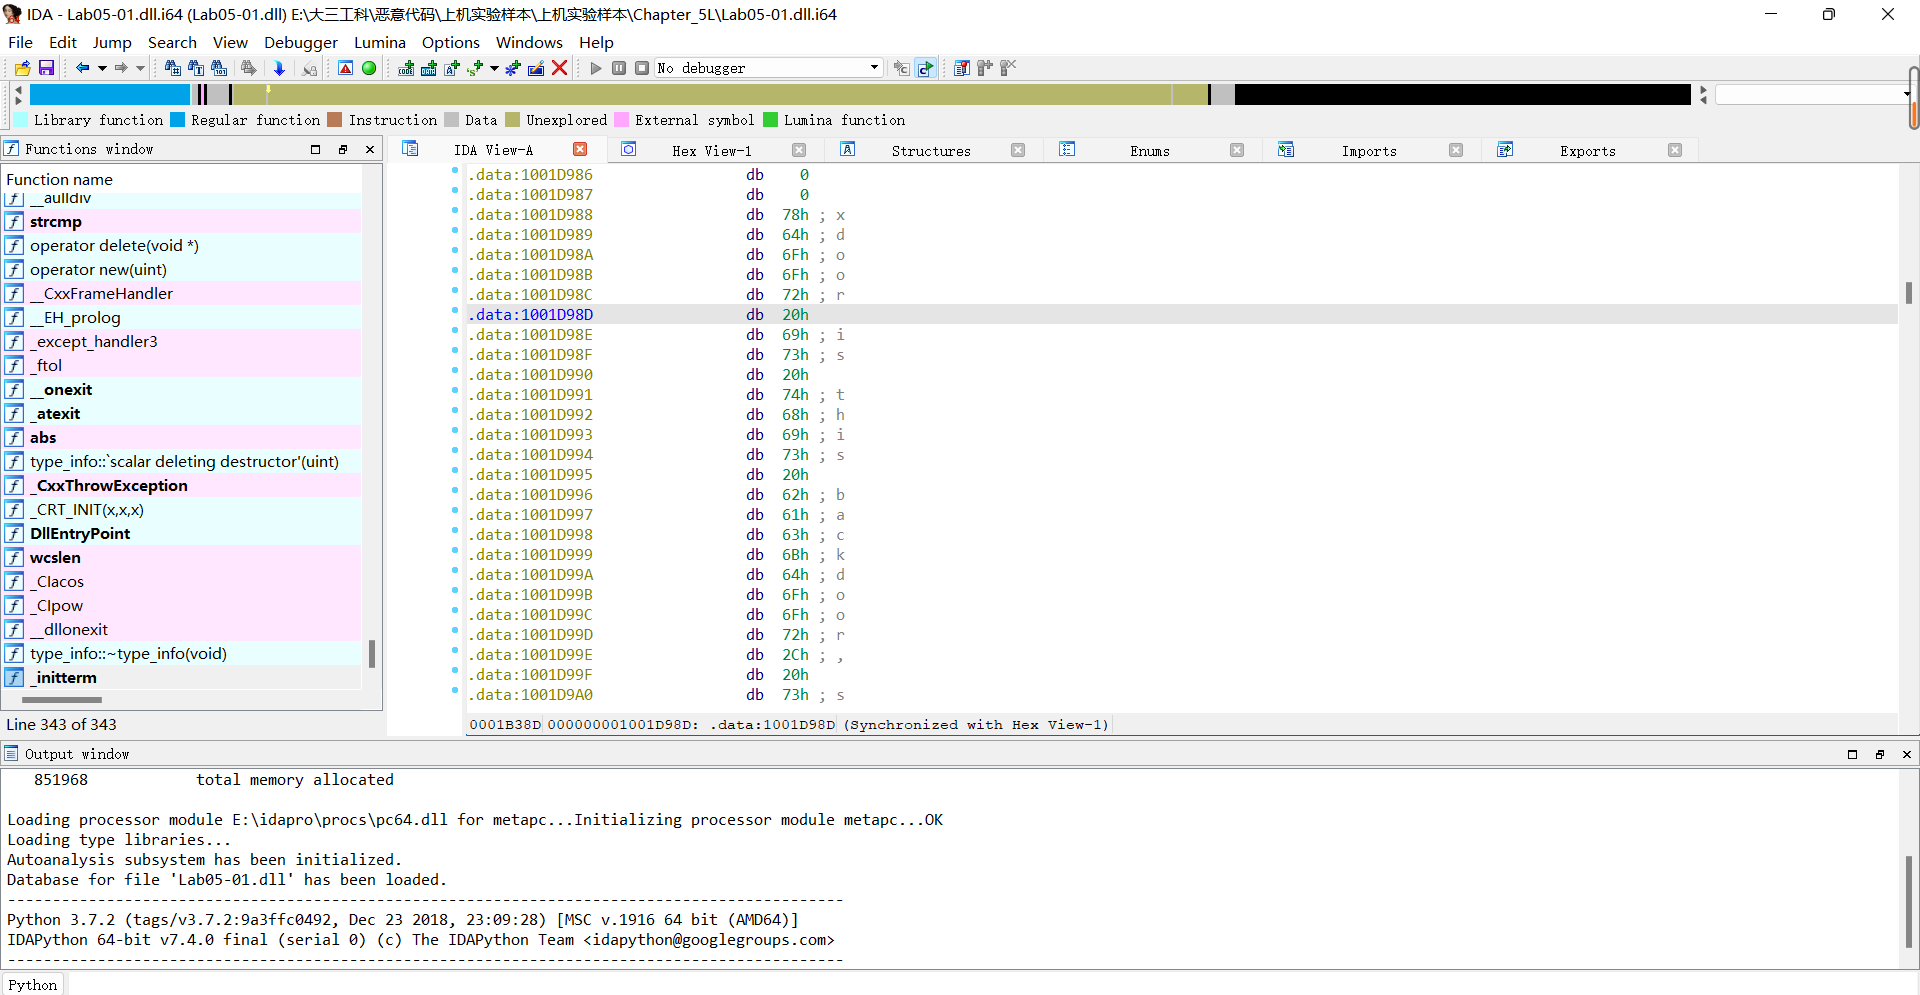 IDA - Lab05-01.dll.i64 (Lab05-01.dll) E:\大三工科\恶意代码\上机实验样本\上机实验样本\Chapter_5L\Lab05-01.dll.i64
File Edit Jump Search View Debugger Lumina Options Windows Help
No debugger
Library function Regular function Instruction Data Unexplored External symbol Lumina function
Functions window
IDA View-A Hex View-1 Structures Enums Imports Exports
Function name
__aulldiv
strcmp
operator delete(void *)
operator new(uint)
__CxxFrameHandler
__EH_prolog
_except_handler3
_ftol
__onexit
_atexit
abs
type_info::`scalar deleting destructor'(uint)
_CxxThrowException
_CRT_INIT(x,x,x)
DllEntryPoint
wcslen
_CIacos
_CIpow
__dllonexit
type_info::~type_info(void)
_initterm
Line 343 of 343
.data:1001D986 db 0
.data:1001D987 db 0
.data:1001D988 db 78h ; x
.data:1001D989 db 64h ; d
.data:1001D98A db 6Fh ; o
.data:1001D98B db 6Fh ; o
.data:1001D98C db 72h ; r
.data:1001D98D db 20h
.data:1001D98E db 69h ; i
.data:1001D98F db 73h ; s
.data:1001D990 db 20h
.data:1001D991 db 74h ; t
.data:1001D992 db 68h ; h
.data:1001D993 db 69h ; i
.data:1001D994 db 73h ; s
.data:1001D995 db 20h
.data:1001D996 db 62h ; b
.data:1001D997 db 61h ; a
.data:1001D998 db 63h ; c
.data:1001D999 db 6Bh ; k
.data:1001D99A db 64h ; d
.data:1001D99B db 6Fh ; o
.data:1001D99C db 6Fh ; o
.data:1001D99D db 72h ; r
.data:1001D99E db 2Ch ; ,
.data:1001D99F db 20h
.data:1001D9A0 db 73h ; s
0001B38D 000000001001D98D: .data:1001D98D (Synchronized with Hex View-1)
Output window
851968 total memory allocated
Loading processor module E:\idapro\procs\pc64.dll for metapc...Initializing processor module metapc...OK
Loading type libraries...
Autoanalysis subsystem has been initialized.
Database for file 'Lab05-01.dll' has been loaded.
---------------------------------------------------------------------------------------------
Python 3.7.2 (tags/v3.7.2:9a3ffc0492, Dec 23 2018, 23:09:28) [MSC v.1916 64 bit (AMD64)]
IDAPython 64-bit v7.4.0 final (serial 0) (c) The IDAPython Team <idapython@googlegroups.com>
---------------------------------------------------------------------------------------------
Python